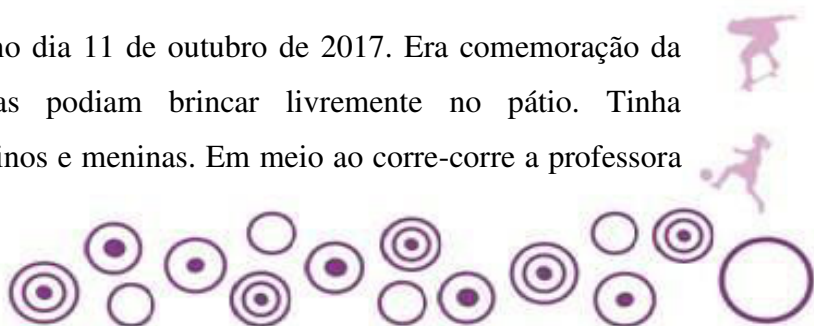 no dia 11 de outubro de 2017. Era comemoração da
podiam brincar livremente no pátio. Tinha
e meninas. Em meio ao corre-corre a professora